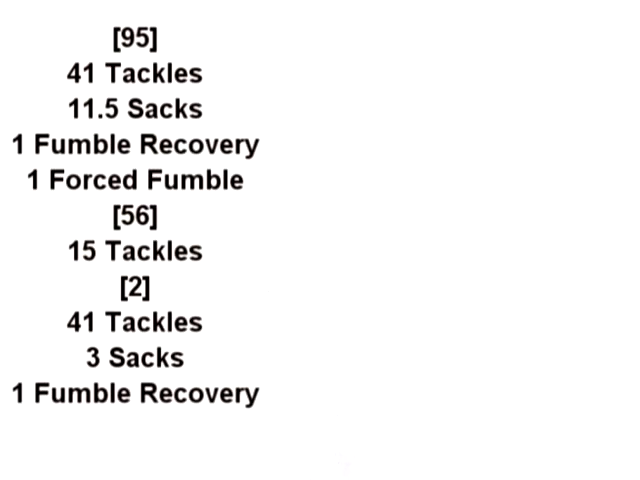 [95]
41 Tackles
11.5 Sacks
1 Fumble Recovery
1 Forced Fumble
[56]
15 Tackles
[2]
41 Tackles
3 Sacks
1 Fumble Recovery